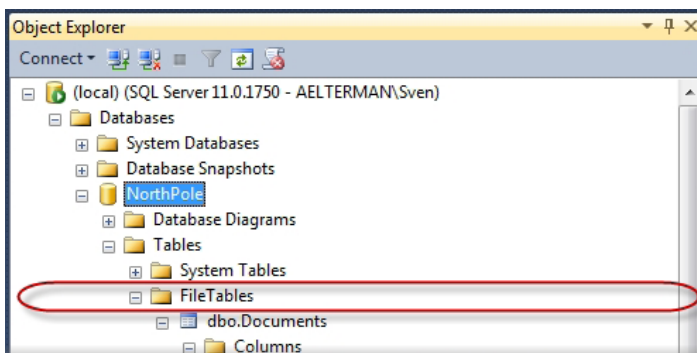 Object Explorer
Connect
(local) (SQL Server 11.0.1750 - AELTERMAN\Sven)
Databases
System Databases
Database Snapshots
NorthPole
Database Diagrams
Tables
System Tables
FileTables
dbo.Documents
Columns